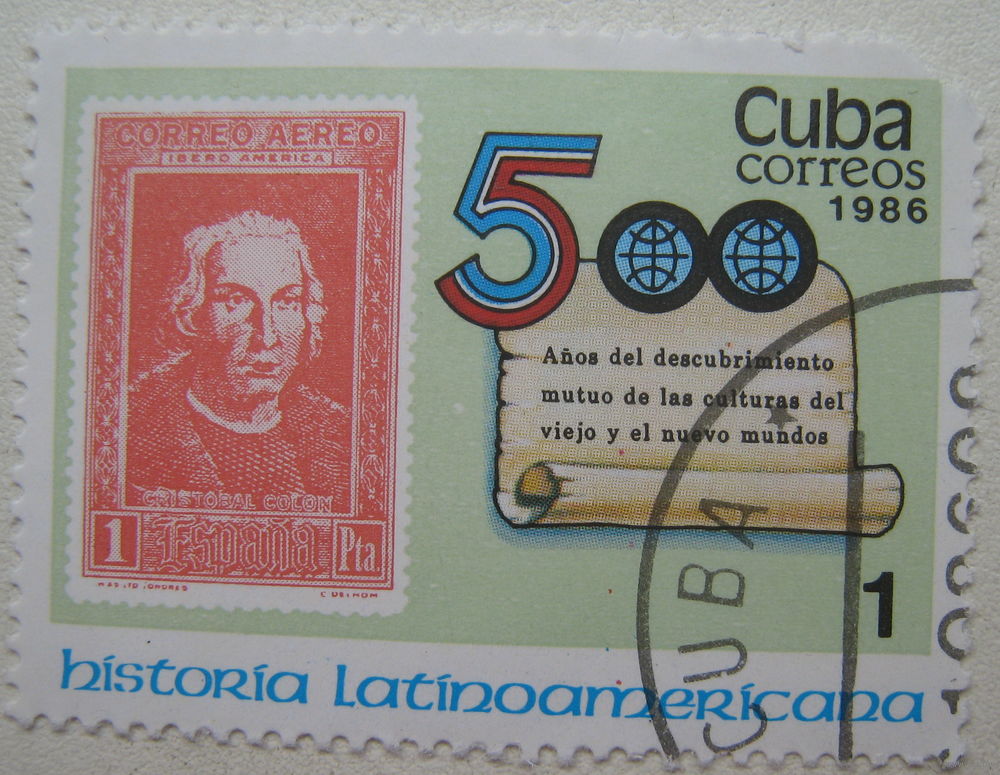 CORREO AEREO
IBERO AMERICA
CRISTOBAL COLON
1 España Pta
500
Cuba
correos
1986
Años del descubrimiento
mutuo de las culturas del
viejo y el nuevo mundos
1
historia Latinoamericana
CUBA